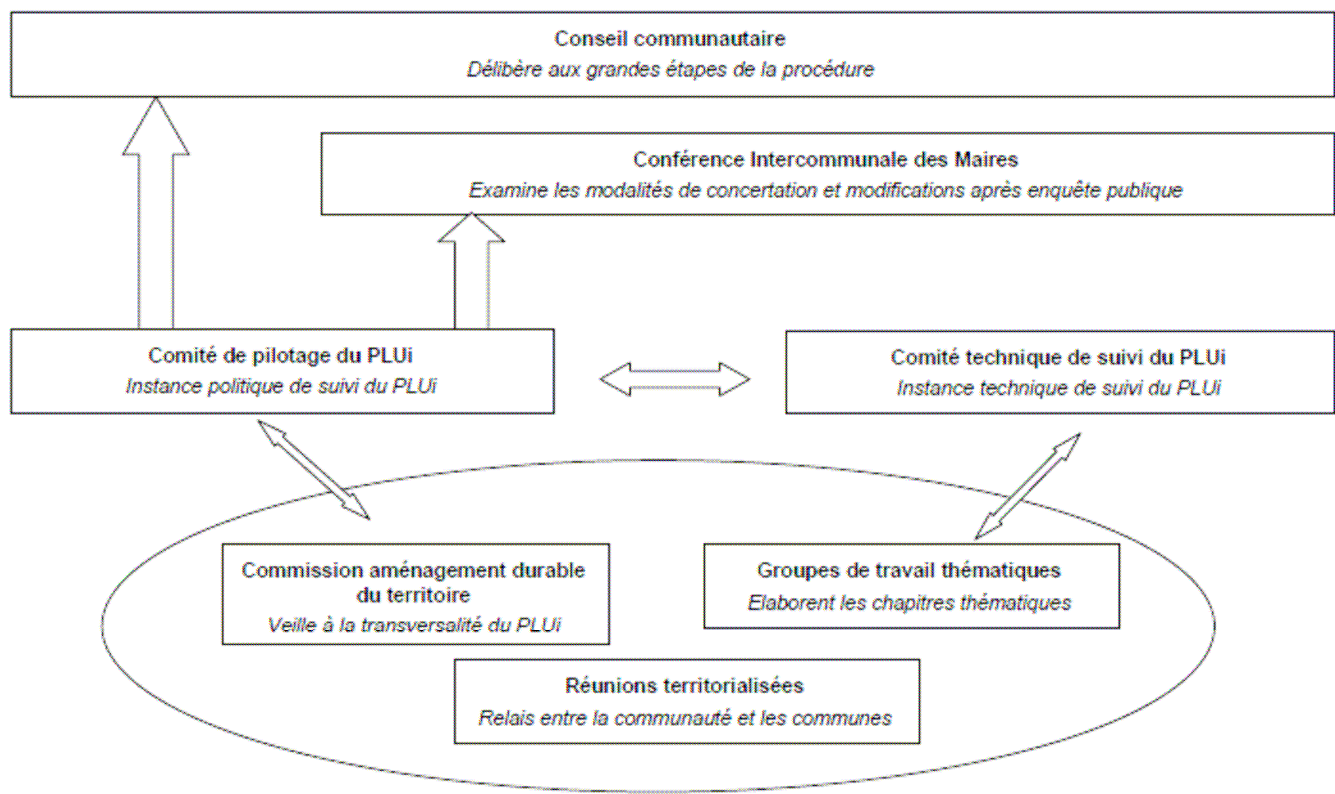 Conseil communautaire
Délibère aux grandes étapes de la procédure
Conférence Intercommunale des Maires
Examine les modalités de concertation et modifications après enquête publique
Comité de pilotage du PLUi
Instance politique de suivi du PLUi
Comité technique de suivi du PLUi
Instance technique de suivi du PLUi
Commission aménagement durable
du territoire
Veille à la transversalité du PLUi
Groupes de travail thématiques
Elaborent les chapitres thématiques
Réunions territorialisées
Relais entre la communauté et les communes